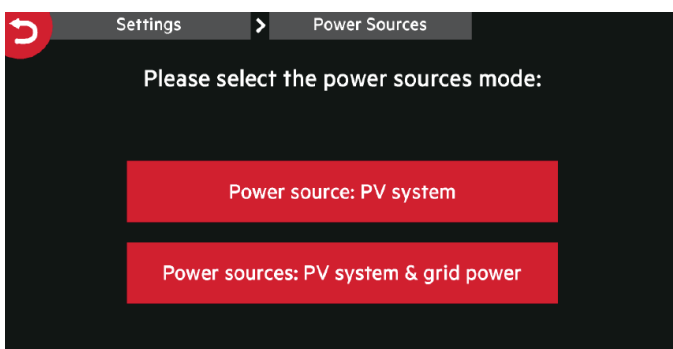 Settings > Power Sources
Please select the power sources mode:
Power source: PV system
Power sources: PV system & grid power